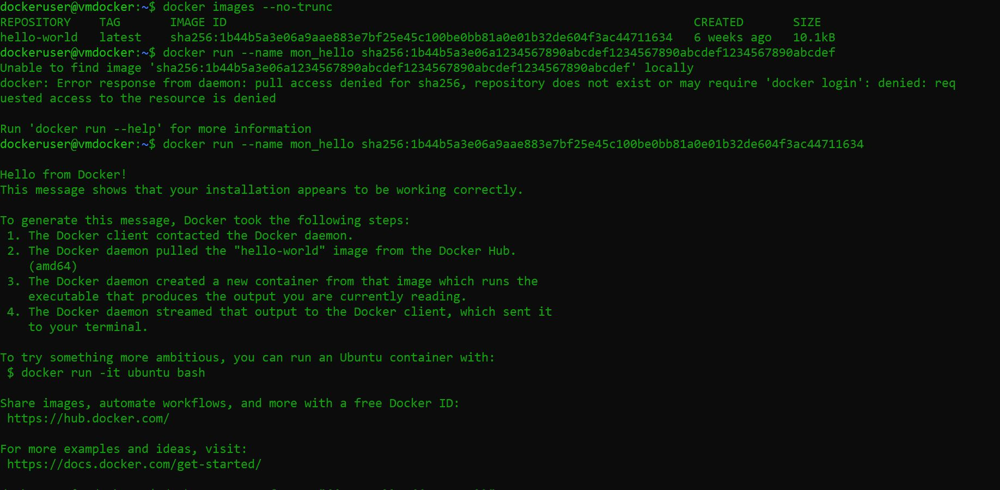 dockeruser@vmdocker:~$ docker images --no-trunc
REPOSITORY    TAG       IMAGE ID                                                                  CREATED       SIZE
hello-world   latest    sha256:1b44b5a3e06a9aae883e7bf25e45c100be0bb81a0e01b32de604f3ac44711634   6 weeks ago   10.1kB
dockeruser@vmdocker:~$ docker run --name mon_hello sha256:1b44b5a3e06a1234567890abcdef1234567890abcdef1234567890abcdef
Unable to find image 'sha256:1b44b5a3e06a1234567890abcdef1234567890abcdef1234567890abcdef' locally
docker: Error response from daemon: pull access denied for sha256, repository does not exist or may require 'docker login': denied: req
uested access to the resource is denied

Run 'docker run --help' for more information
dockeruser@vmdocker:~$ docker run --name mon_hello sha256:1b44b5a3e06a9aae883e7bf25e45c100be0bb81a0e01b32de604f3ac44711634

Hello from Docker!
This message shows that your installation appears to be working correctly.

To generate this message, Docker took the following steps:
 1. The Docker client contacted the Docker daemon.
 2. The Docker daemon pulled the "hello-world" image from the Docker Hub.
    (amd64)
 3. The Docker daemon created a new container from that image which runs the
    executable that produces the output you are currently reading.
 4. The Docker daemon streamed that output to the Docker client, which sent it
    to your terminal.

To try something more ambitious, you can run an Ubuntu container with:
 $ docker run -it ubuntu bash

Share images, automate workflows, and more with a free Docker ID:
 https://hub.docker.com/

For more examples and ideas, visit:
 https://docs.docker.com/get-started/